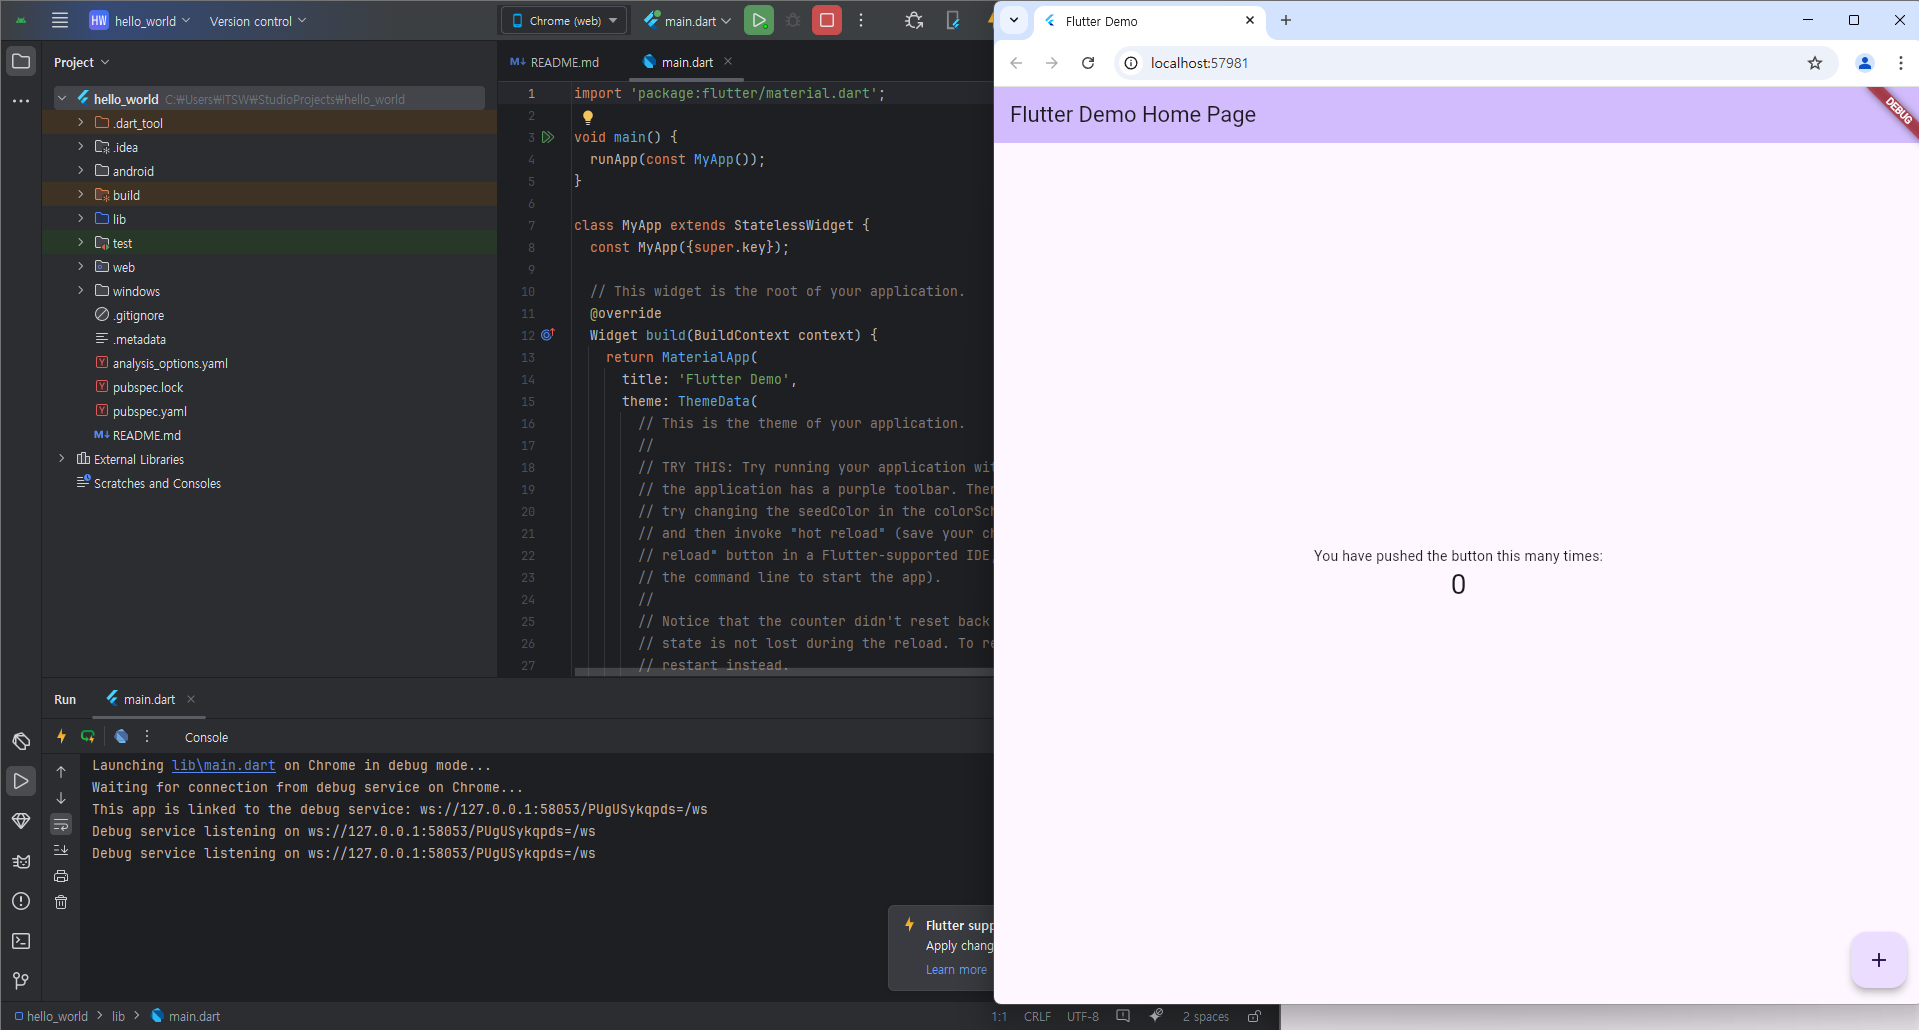 HW hello_world
Version control
Chrome (web)
main.dart
Project
hello_world C:₩Users₩ITSW₩StudioProjects₩hello_world
.dart_tool
.idea
android
build
lib
test
web
windows
.gitignore
.metadata
analysis_options.yaml
pubspec.lock
pubspec.yaml
M↓ README.md
External Libraries
Scratches and Consoles
M↓ README.md
main.dart
1 import 'package:flutter/material.dart';
2
3 void main() {
4 runApp(const MyApp());
5 }
6
7 class MyApp extends StatelessWidget {
8 const MyApp({super.key});
9
10 // This widget is the root of your application.
11 @override
12 Widget build(BuildContext context) {
13 return MaterialApp(
14 title: 'Flutter Demo',
15 theme: ThemeData(
16 // This is the theme of your application.
17 //
18 // TRY THIS: Try running your application wit
19 // the application has a purple toolbar. Ther
20 // try changing the seedColor in the colorSch
21 // and then invoke "hot reload" (save your ch
22 // reload" button in a Flutter-supported IDE,
23 // the command line to start the app).
24 //
25 // Notice that the counter didn't reset back
26 // state is not lost during the reload. To re
27 // restart instead.
Run
main.dart
Console
Launching lib\main.dart on Chrome in debug mode...
Waiting for connection from debug service on Chrome...
This app is linked to the debug service: ws://127.0.0.1:58053/PUgUSykqpds=/ws
Debug service listening on ws://127.0.0.1:58053/PUgUSykqpds=/ws
Debug service listening on ws://127.0.0.1:58053/PUgUSykqpds=/ws
Flutter supp
Apply chang
Learn more
hello_world > lib > main.dart
1:1 CRLF UTF-8 2 spaces
Flutter Demo
localhost:57981
Flutter Demo Home Page
DEBUG
You have pushed the button this many times:
0
+